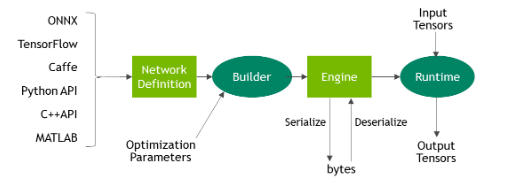 ONNX
TensorFlow
Caffe
Python API
C++API
MATLAB
Network
Definition
Optimization
Parameters
Builder
Engine
Serialize
Deserialize
bytes
Input
Tensors
Runtime
Output
Tensors